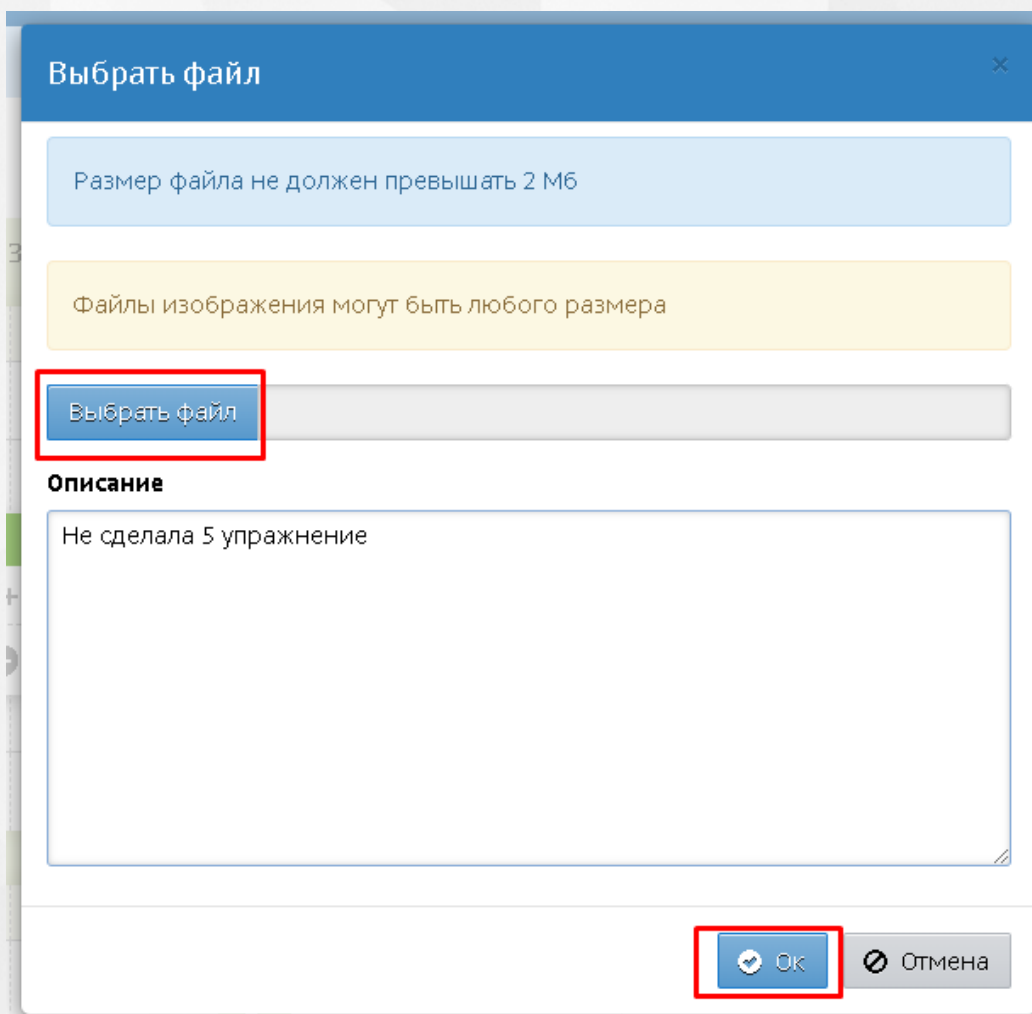 Выбрать файл
×
Размер файла не должен превышать 2 Мб
Файлы изображения могут быть любого размера
Выбрать файл
Описание
Не сделала 5 упражнение
Ок
Отмена